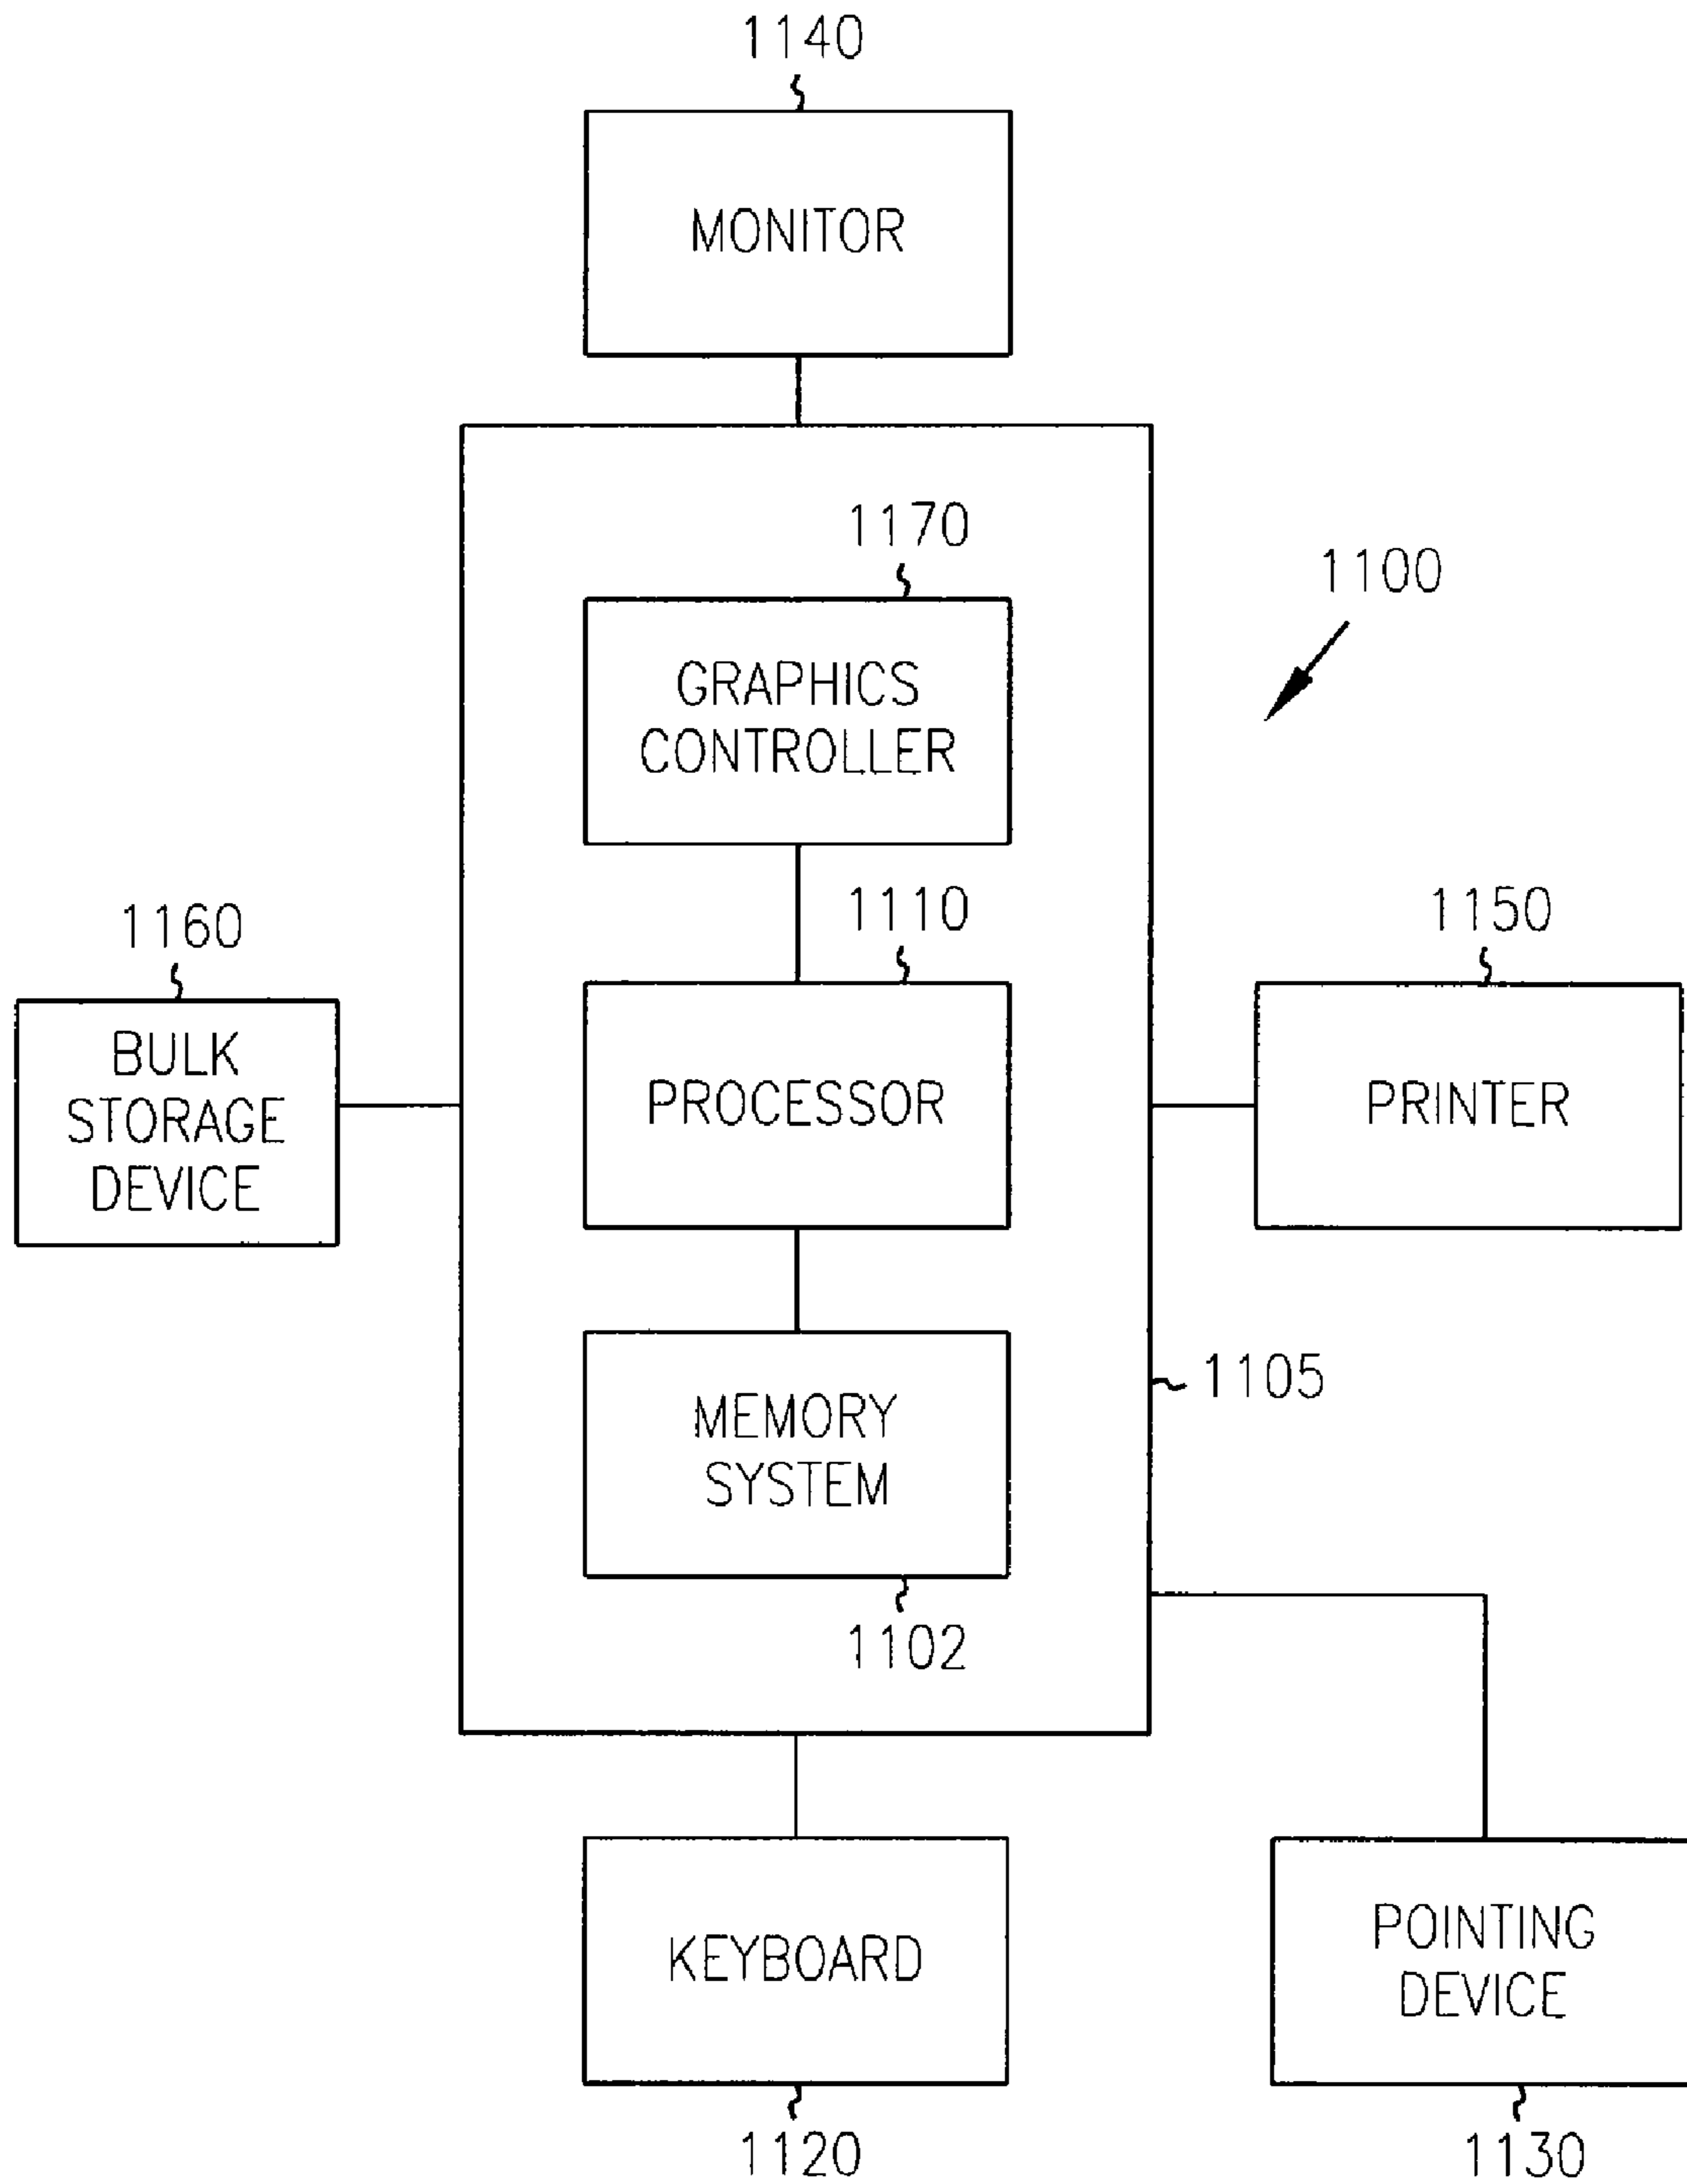 1140
MONITOR
1170
1100
GRAPHICS
CONTROLLER
1110
1160
1150
BULK
STORAGE
DEVICE
PROCESSOR
PRINTER
1105
MEMORY
SYSTEM
1102
KEYBOARD
POINTING
DEVICE
1120
1130